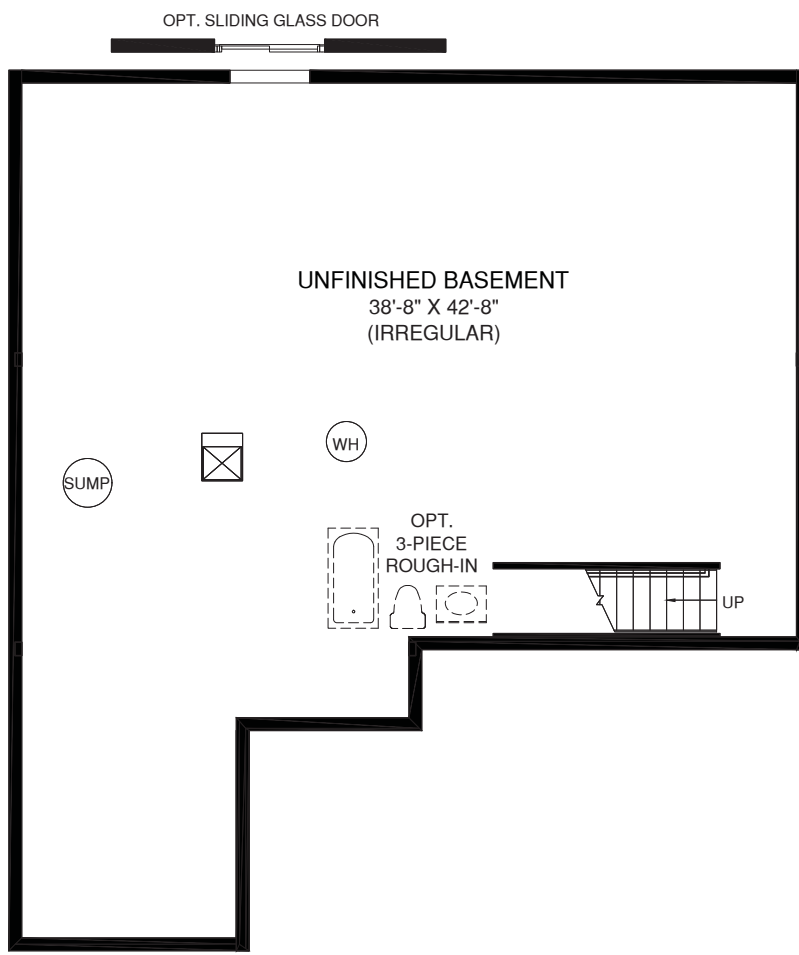 OPT. SLIDING GLASS DOOR
UNFINISHED BASEMENT
38'-8" X 42'-8"
(IRREGULAR)
WH
SUMP
OPT.
3-PIECE
ROUGH-IN
UP